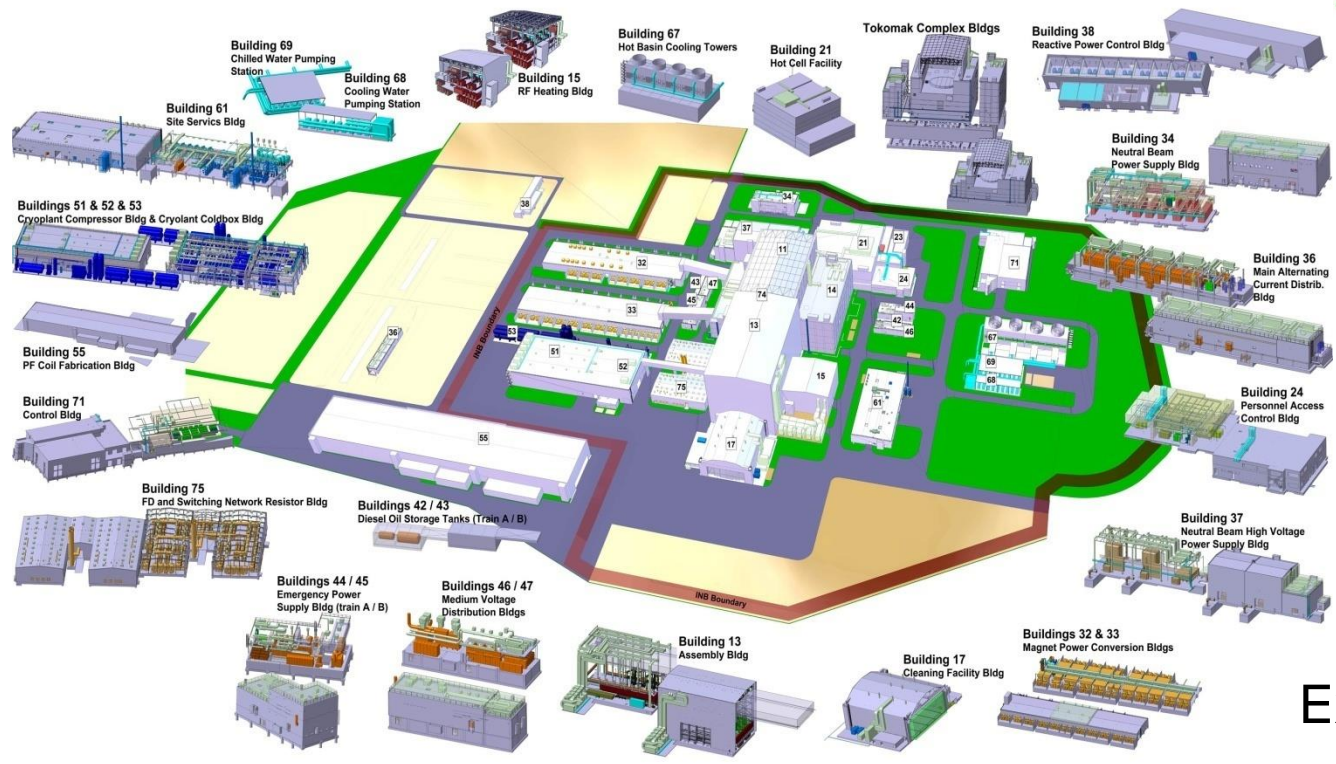 Building 69
Chilled Water Pumping
Station
Building 68
Cooling Water
Pumping Station
Building 15
RF Heating Bldg
Building 67
Hot Basin Cooling Towers
Building 21
Hot Cell Facility
Tokomak Complex Bldgs
Building 38
Reactive Power Control Bldg
Building 61
Site Servics Bldg
Building 34
Neutral Beam
Power Supply Bldg
Buildings 51 & 52 & 53
Cryoplant Compressor Bldg & Cryolant Coldbox Bldg
Building 36
Main Alternating
Current Distrib.
Bldg
Building 55
PF Coil Fabrication Bldg
Building 71
Control Bldg
Building 24
Personnel Access
Control Bldg
Building 75
FD and Switching Network Resistor Bldg
Buildings 42 / 43
Diesel Oil Storage Tanks (Train A / B)
Building 37
Neutral Beam High Voltage
Power Supply Bldg
Buildings 44 / 45
Emergency Power
Supply Bldg (train A / B)
Buildings 46 / 47
Medium Voltage
Distribution Bldgs
Building 13
Assembly Bldg
Building 17
Cleaning Facility Bldg
Buildings 32 & 33
Magnet Power Conversion Bldgs
38
34
37
11
21
23
71
32
43
47
14
24
45
74
44
33
42
46
53
13
36
51
52
67
69
68
75
15
61
55
17
INB Boundary
INB Boundary